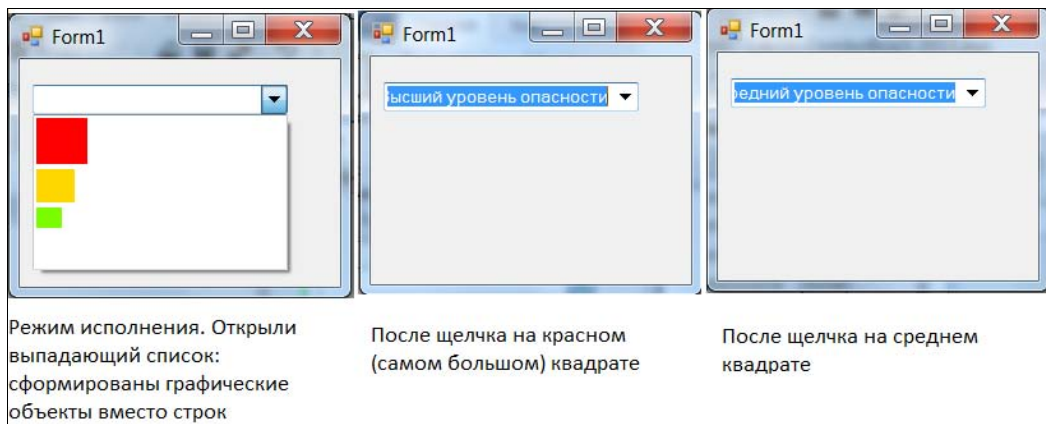 Form1
Form1
Form1
ысший уровень опасности
редний уровень опасности
Режим исполнения. Открыли
выпадающий список:
сформированы графические
объекты вместо строк
После щелчка на красном
(самом большом) квадрате
После щелчка на среднем
квадрате